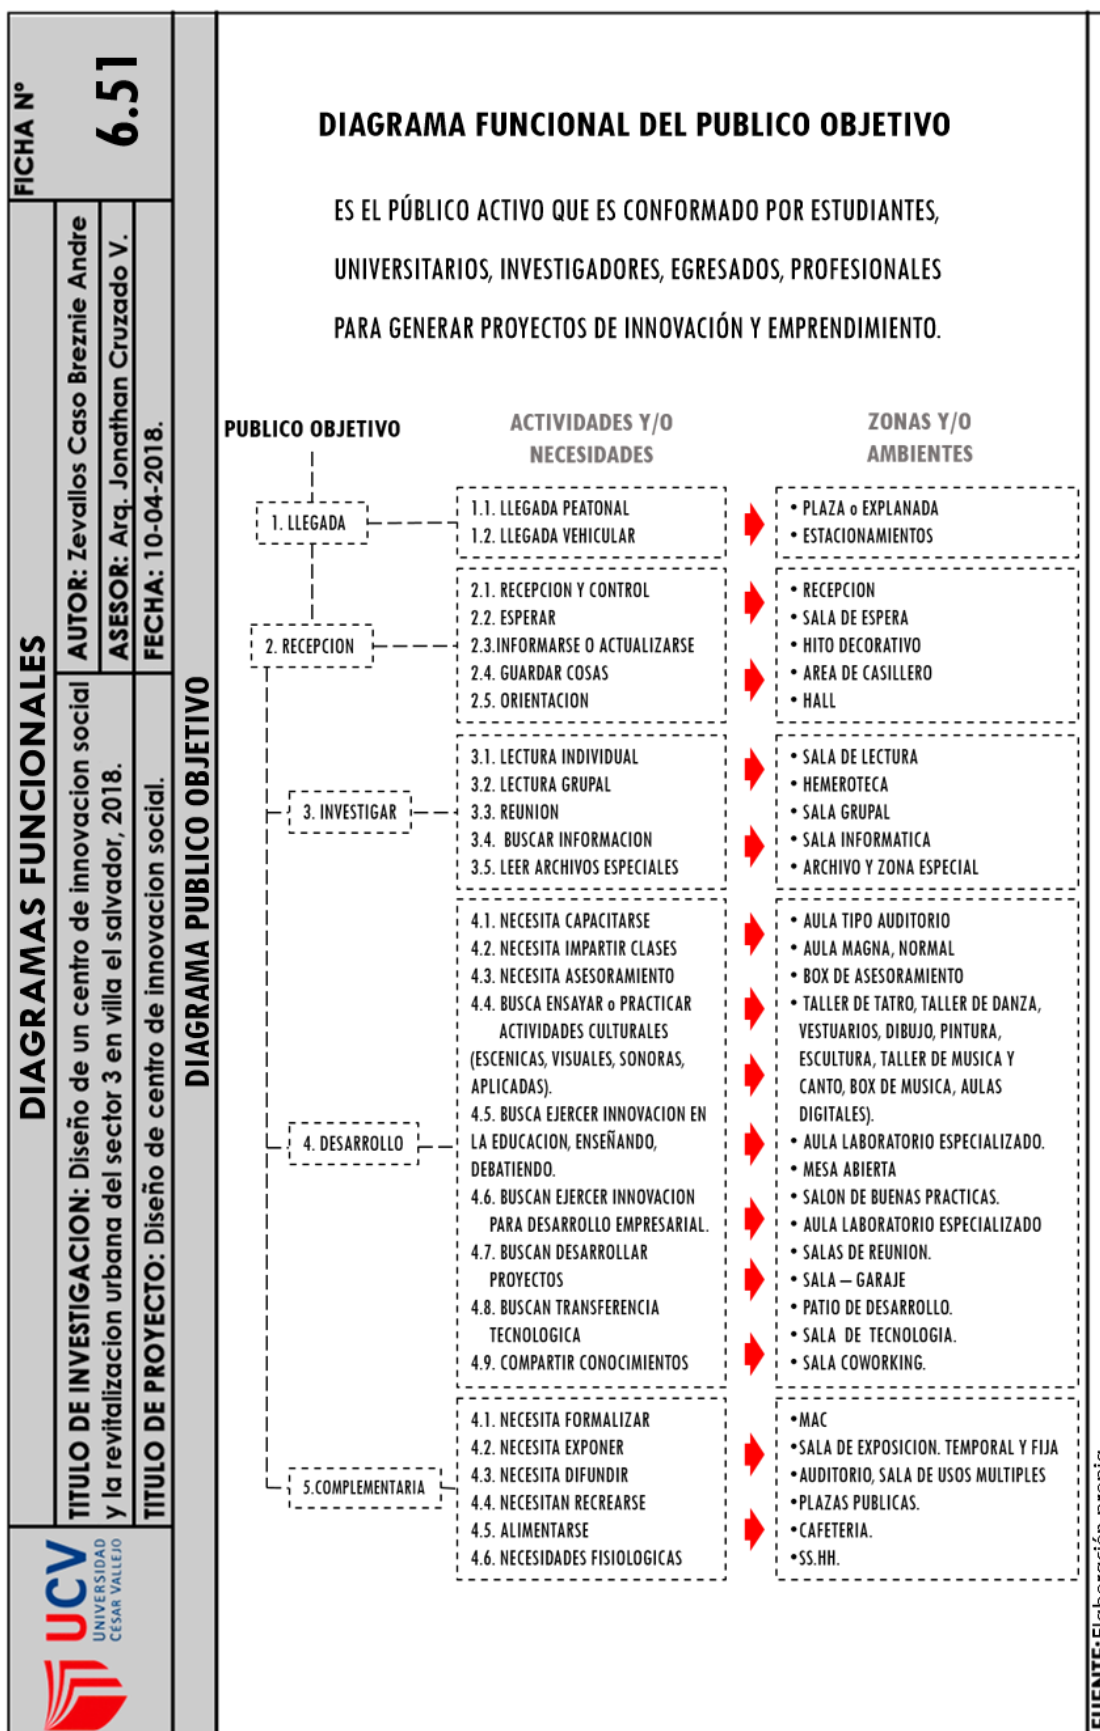 FICHA N°
6.51
DIAGRAMAS FUNCIONALES
AUTOR: Zevallos Caso Breznie Andre
ASESOR: Arq. Jonathan Cruzado V.
FECHA: 10-04-2018.
TITULO DE INVESTIGACION: Diseño de un centro de innovacion social
y la revitalizacion urbana del sector 3 en villa el salvador, 2018.
TITULO DE PROYECTO: Diseño de centro de innovacion social.
DIAGRAMA PUBLICO OBJETIVO
UCV
UNIVERSIDAD
CÉSAR VALLEJO
DIAGRAMA FUNCIONAL DEL PUBLICO OBJETIVO
ES EL PÚBLICO ACTIVO QUE ES CONFORMADO POR ESTUDIANTES,
UNIVERSITARIOS, INVESTIGADORES, EGRESADOS, PROFESIONALES
PARA GENERAR PROYECTOS DE INNOVACIÓN Y EMPRENDIMIENTO.
PUBLICO OBJETIVO
ACTIVIDADES Y/O
NECESIDADES
ZONAS Y/O
AMBIENTES
1. LLEGADA
1.1. LLEGADA PEATONAL
1.2. LLEGADA VEHICULAR
• PLAZA o EXPLANADA
• ESTACIONAMIENTOS
2. RECEPCION
2.1. RECEPCION Y CONTROL
2.2. ESPERAR
2.3.INFORMARSE O ACTUALIZARSE
2.4. GUARDAR COSAS
2.5. ORIENTACION
• RECEPCION
• SALA DE ESPERA
• HITO DECORATIVO
• AREA DE CASILLERO
• HALL
3. INVESTIGAR
3.1. LECTURA INDIVIDUAL
3.2. LECTURA GRUPAL
3.3. REUNION
3.4. BUSCAR INFORMACION
3.5. LEER ARCHIVOS ESPECIALES
• SALA DE LECTURA
• HEMEROTECA
• SALA GRUPAL
• SALA INFORMATICA
• ARCHIVO Y ZONA ESPECIAL
4. DESARROLLO
4.1. NECESITA CAPACITARSE
4.2. NECESITA IMPARTIR CLASES
4.3. NECESITA ASESORAMIENTO
4.4. BUSCA ENSAYAR o PRACTICAR
ACTIVIDADES CULTURALES
(ESCENICAS, VISUALES, SONORAS,
APLICADAS).
4.5. BUSCA EJERCER INNOVACION EN
LA EDUCACION, ENSEÑANDO,
DEBATIENDO.
4.6. BUSCAN EJERCER INNOVACION
PARA DESARROLLO EMPRESARIAL.
4.7. BUSCAN DESARROLLAR
PROYECTOS
4.8. BUSCAN TRANSFERENCIA
TECNOLOGICA
4.9. COMPARTIR CONOCIMIENTOS
• AULA TIPO AUDITORIO
• AULA MAGNA, NORMAL
• BOX DE ASESORAMIENTO
• TALLER DE TATRO, TALLER DE DANZA,
VESTUARIOS, DIBUJO, PINTURA,
ESCULTURA, TALLER DE MUSICA Y
CANTO, BOX DE MUSICA, AULAS
DIGITALES).
• AULA LABORATORIO ESPECIALIZADO.
• MESA ABIERTA
• SALON DE BUENAS PRACTICAS.
• AULA LABORATORIO ESPECIALIZADO
• SALAS DE REUNION.
• SALA – GARAJE
• PATIO DE DESARROLLO.
• SALA DE TECNOLOGIA.
• SALA COWORKING.
5.COMPLEMENTARIA
4.1. NECESITA FORMALIZAR
4.2. NECESITA EXPONER
4.3. NECESITA DIFUNDIR
4.4. NECESITAN RECREARSE
4.5. ALIMENTARSE
4.6. NECESIDADES FISIOLOGICAS
•MAC
•SALA DE EXPOSICION. TEMPORAL Y FIJA
•AUDITORIO, SALA DE USOS MULTIPLES
•PLAZAS PUBLICAS.
•CAFETERIA.
•SS.HH.
FUENTE: Elaboración propia